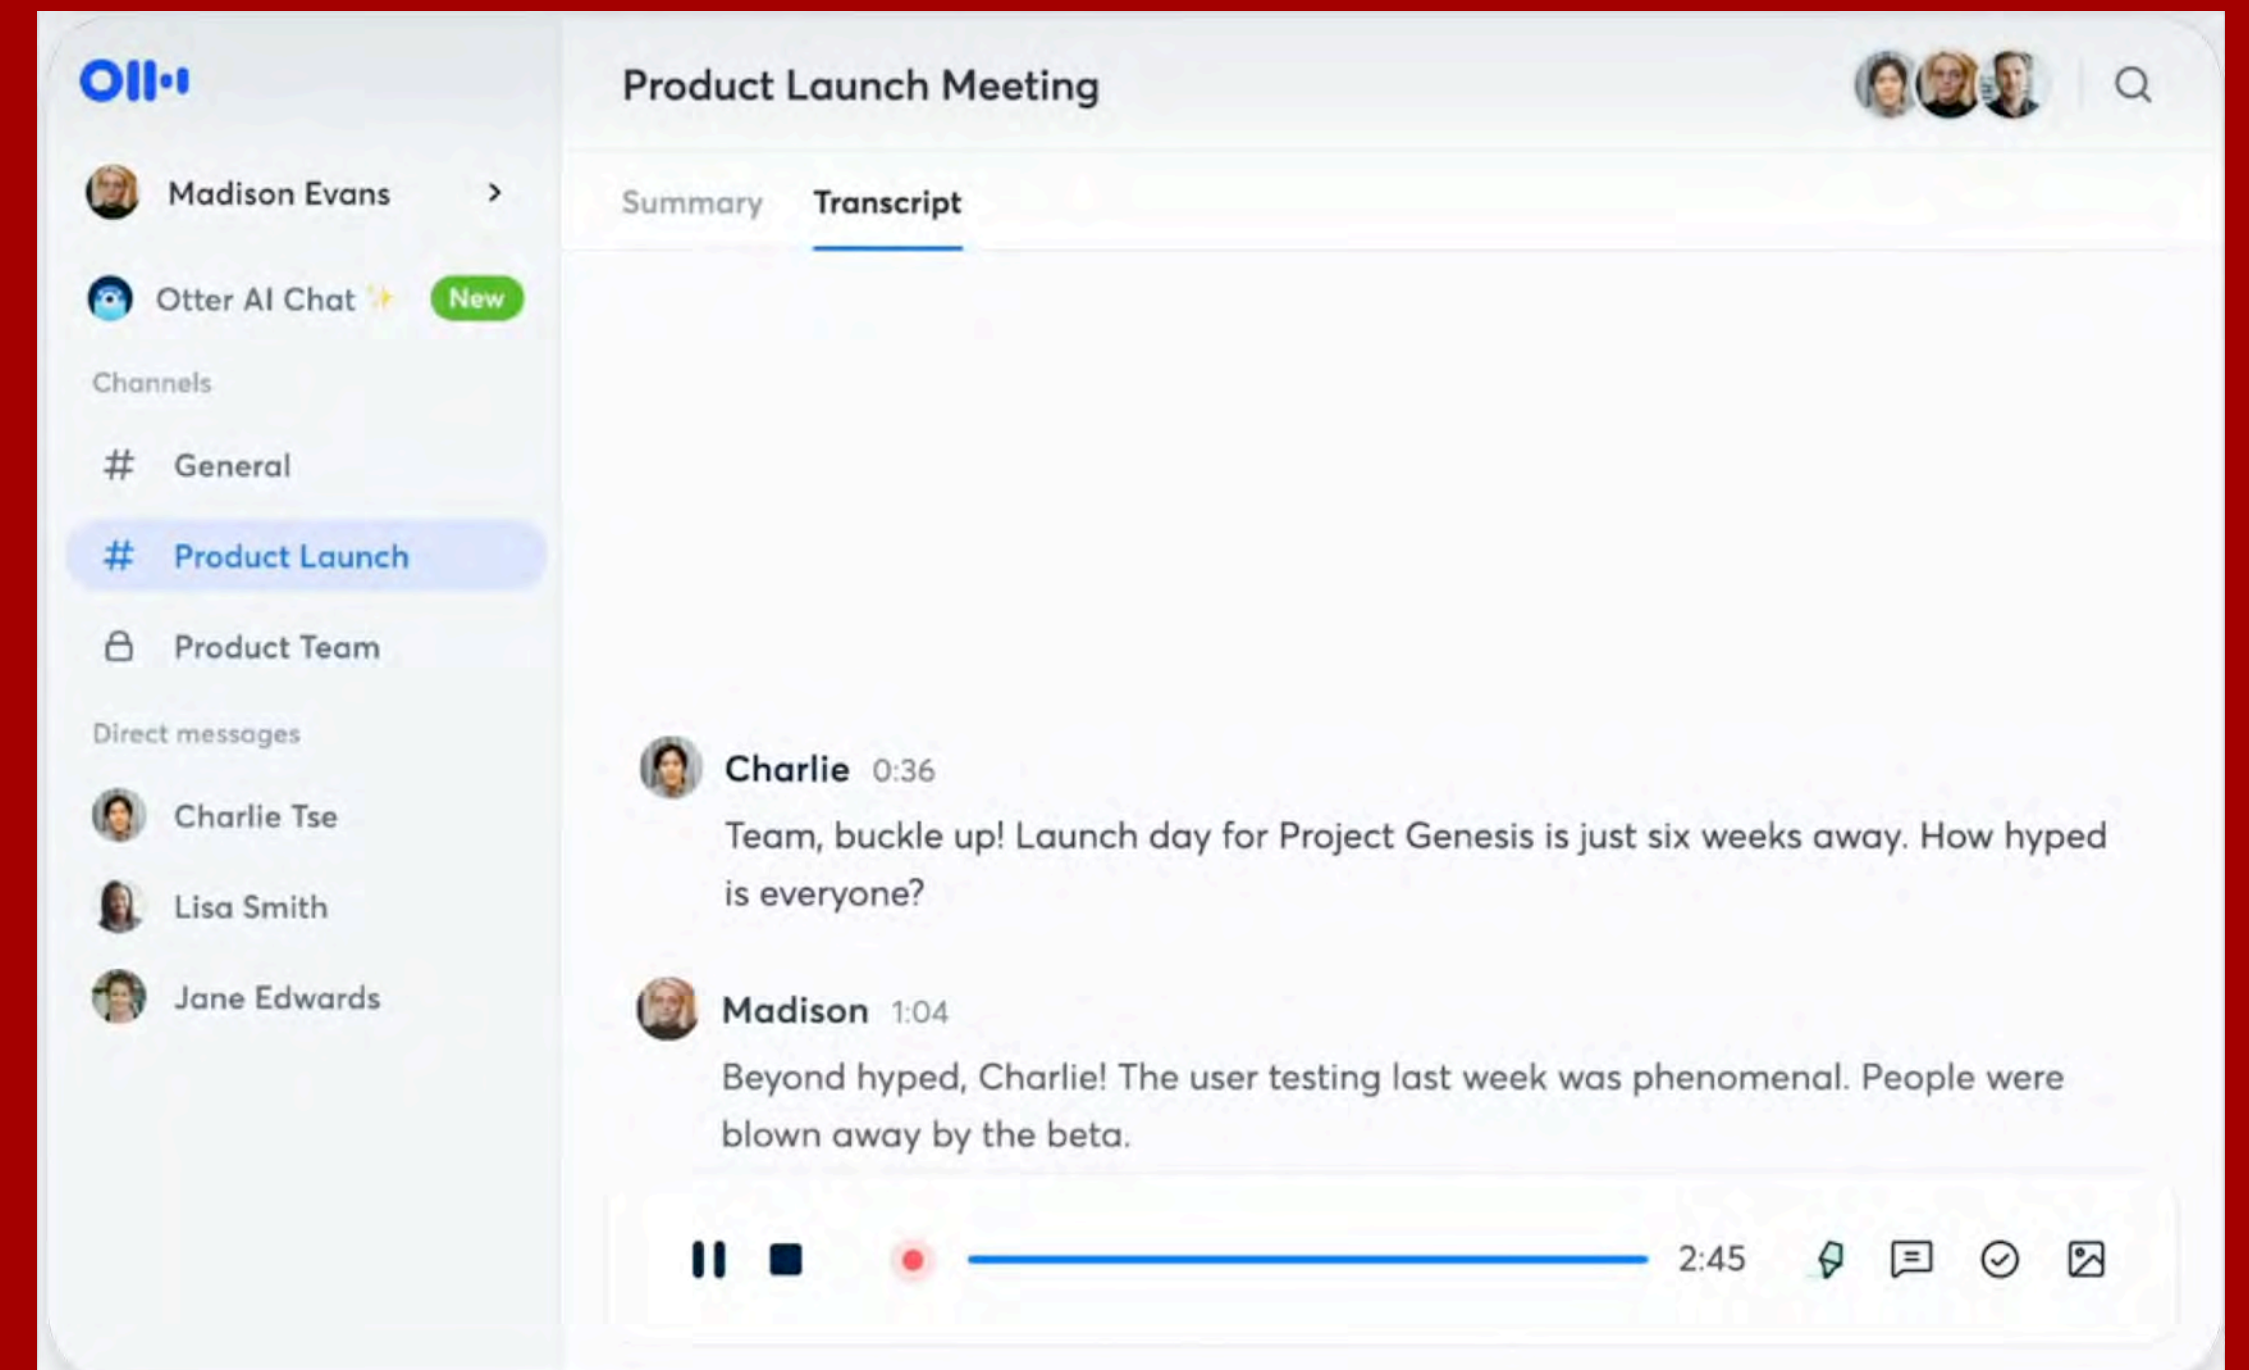 Product Launch Meeting
Madison Evans
Otter AI Chat
New
Channels
# General
# Product Launch
Product Team
Direct messages
Charlie Tse
Lisa Smith
Jane Edwards
Summary
Transcript
Charlie 0:36
Team, buckle up! Launch day for Project Genesis is just six weeks away. How hyped
is everyone?
Madison 1:04
Beyond hyped, Charlie! The user testing last week was phenomenal. People were
blown away by the beta.
2:45